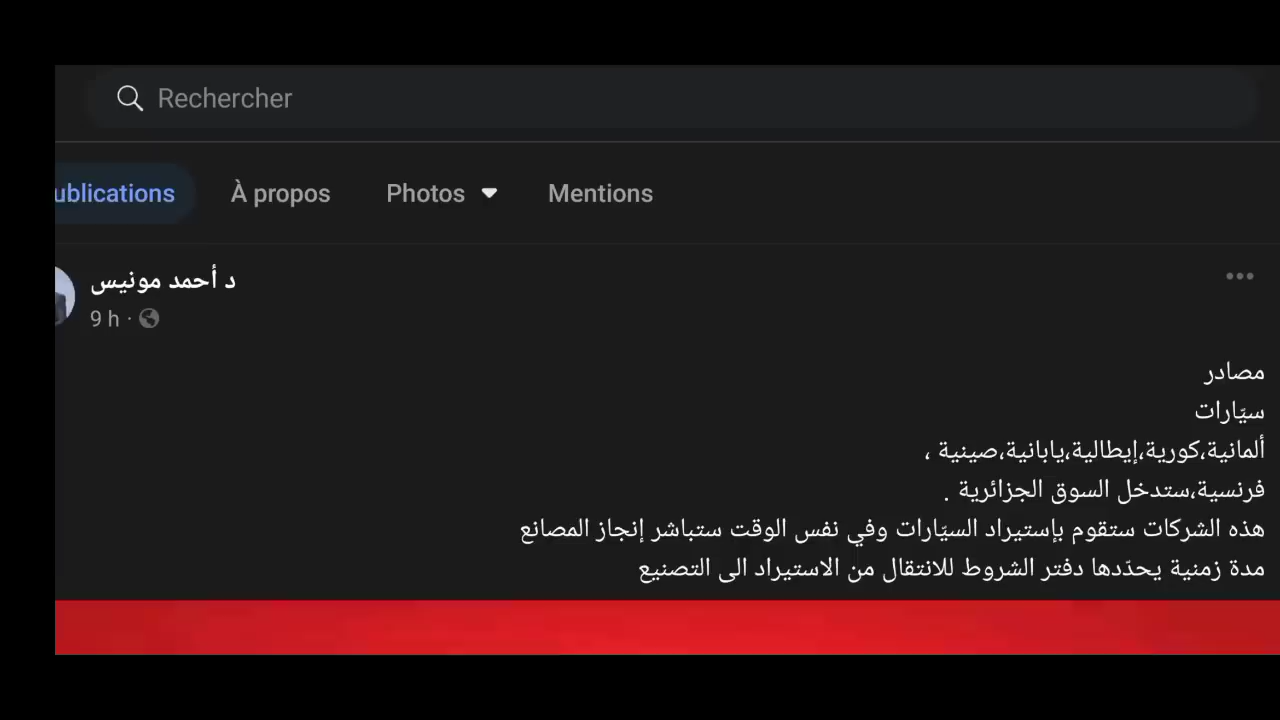 Rechercher
ublications À propos Photos Mentions
د أحمد مونيس
9 h ·
مصادر
سيّارات
ألمانية،كورية،إيطالية،يابانية،صينية ،
فرنسية،ستدخل السوق الجزائرية .
هذه الشركات ستقوم بإستيراد السيّارات وفي نفس الوقت ستباشر إنجاز المصانع
مدة زمنية يحدّدها دفتر الشروط للانتقال من الاستيراد الى التصنيع